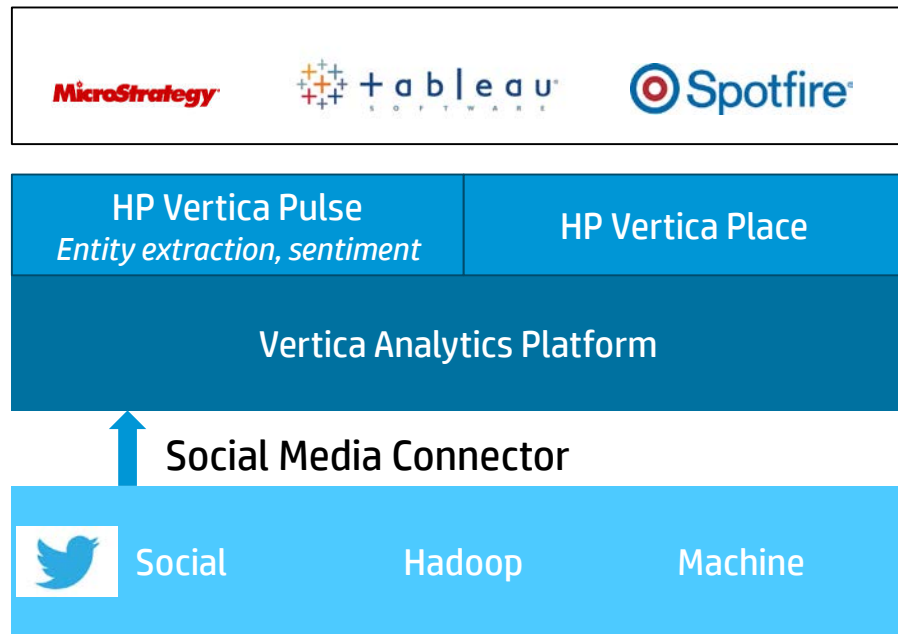 MicroStrategy
+ableau
SOFTWARE
Spotfire
HP Vertica Pulse
Entity extraction, sentiment
HP Vertica Place
Vertica Analytics Platform
Social Media Connector
Social
Hadoop
Machine